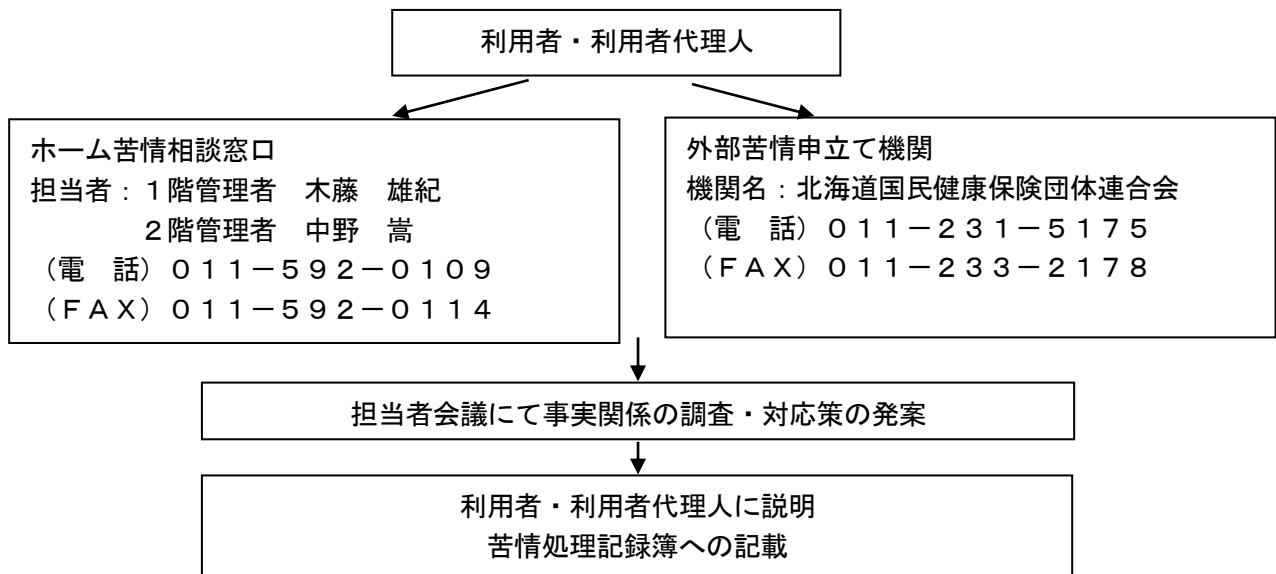 利用者・利用者代理人
ホーム苦情相談窓口
担当者：１階管理者　木藤　雄紀
２階管理者　中野　嵩
（電　話）０１１－５９２－０１０９
（ＦＡＸ）０１１－５９２－０１１４
外部苦情申立て機関
機関名：北海道国民健康保険団体連合会
（電　話）０１１－２３１－５１７５
（ＦＡＸ）０１１－２３３－２１７８
担当者会議にて事実関係の調査・対応策の発案
利用者・利用者代理人に説明
苦情処理記録簿への記載